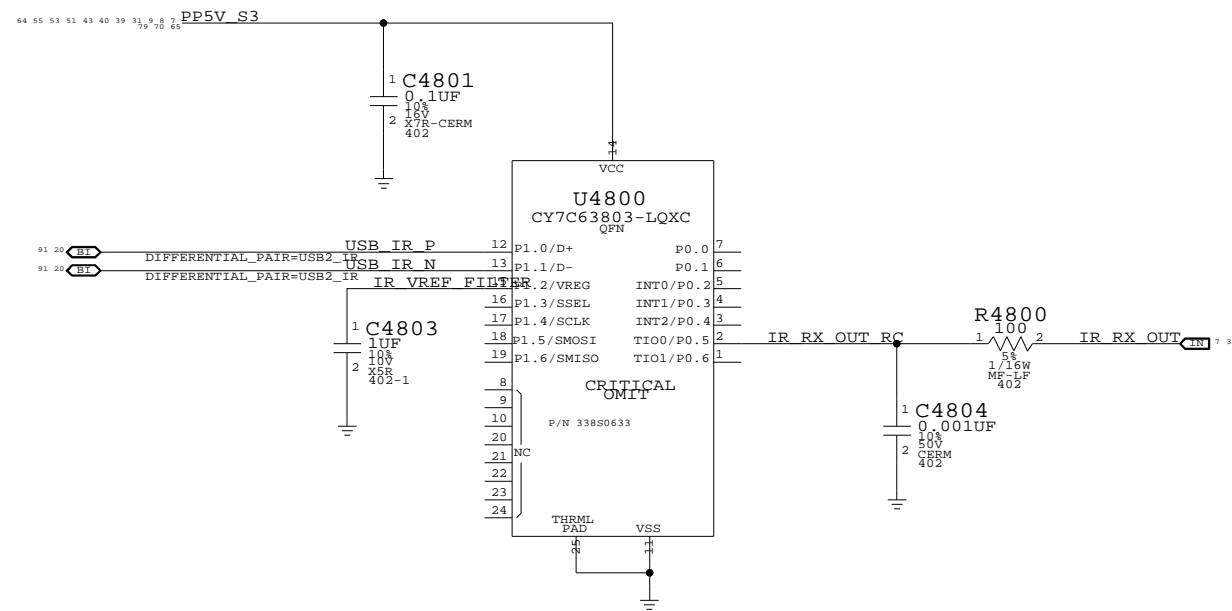 64 55 53 51 43 40 39 31 9 8 7 PP5V_S3
79 70 65
1 C4801
0.1UF
10%
16V
2 X7R-CERM
402
14
VCC
U4800
CY7C63803-LQXC
QFN
91 20 BI USB_IR_P 12 P1.0/D+ P0.0 7
DIFFERENTIAL_PAIR=USB2_IR
91 20 BI USB_IR_N 13 P1.1/D- P0.1 6
DIFFERENTIAL_PAIR=USB2_IR
IR_VREF_FILTER 15 P1.2/VREG INT0/P0.2 5
16 P1.3/SSEL INT1/P0.3 4
17 P1.4/SCLK INT2/P0.4 3
18 P1.5/SMOSI TIO0/P0.5 2 IR_RX_OUT_RC
19 P1.6/SMISO TIO1/P0.6 1
1 C4803
1UF
10%
10V
2 X5R
402-1
R4800
100
1 2 IR_RX_OUT IN 7 3
5%
1/16W
MF-LF
402
8
9
10
20
21
22
23
24
NC
CRITICAL
OMIT
P/N 338S0633
1 C4804
0.001UF
10%
50V
2 CERM
402
THRML
PAD
VSS
25
11